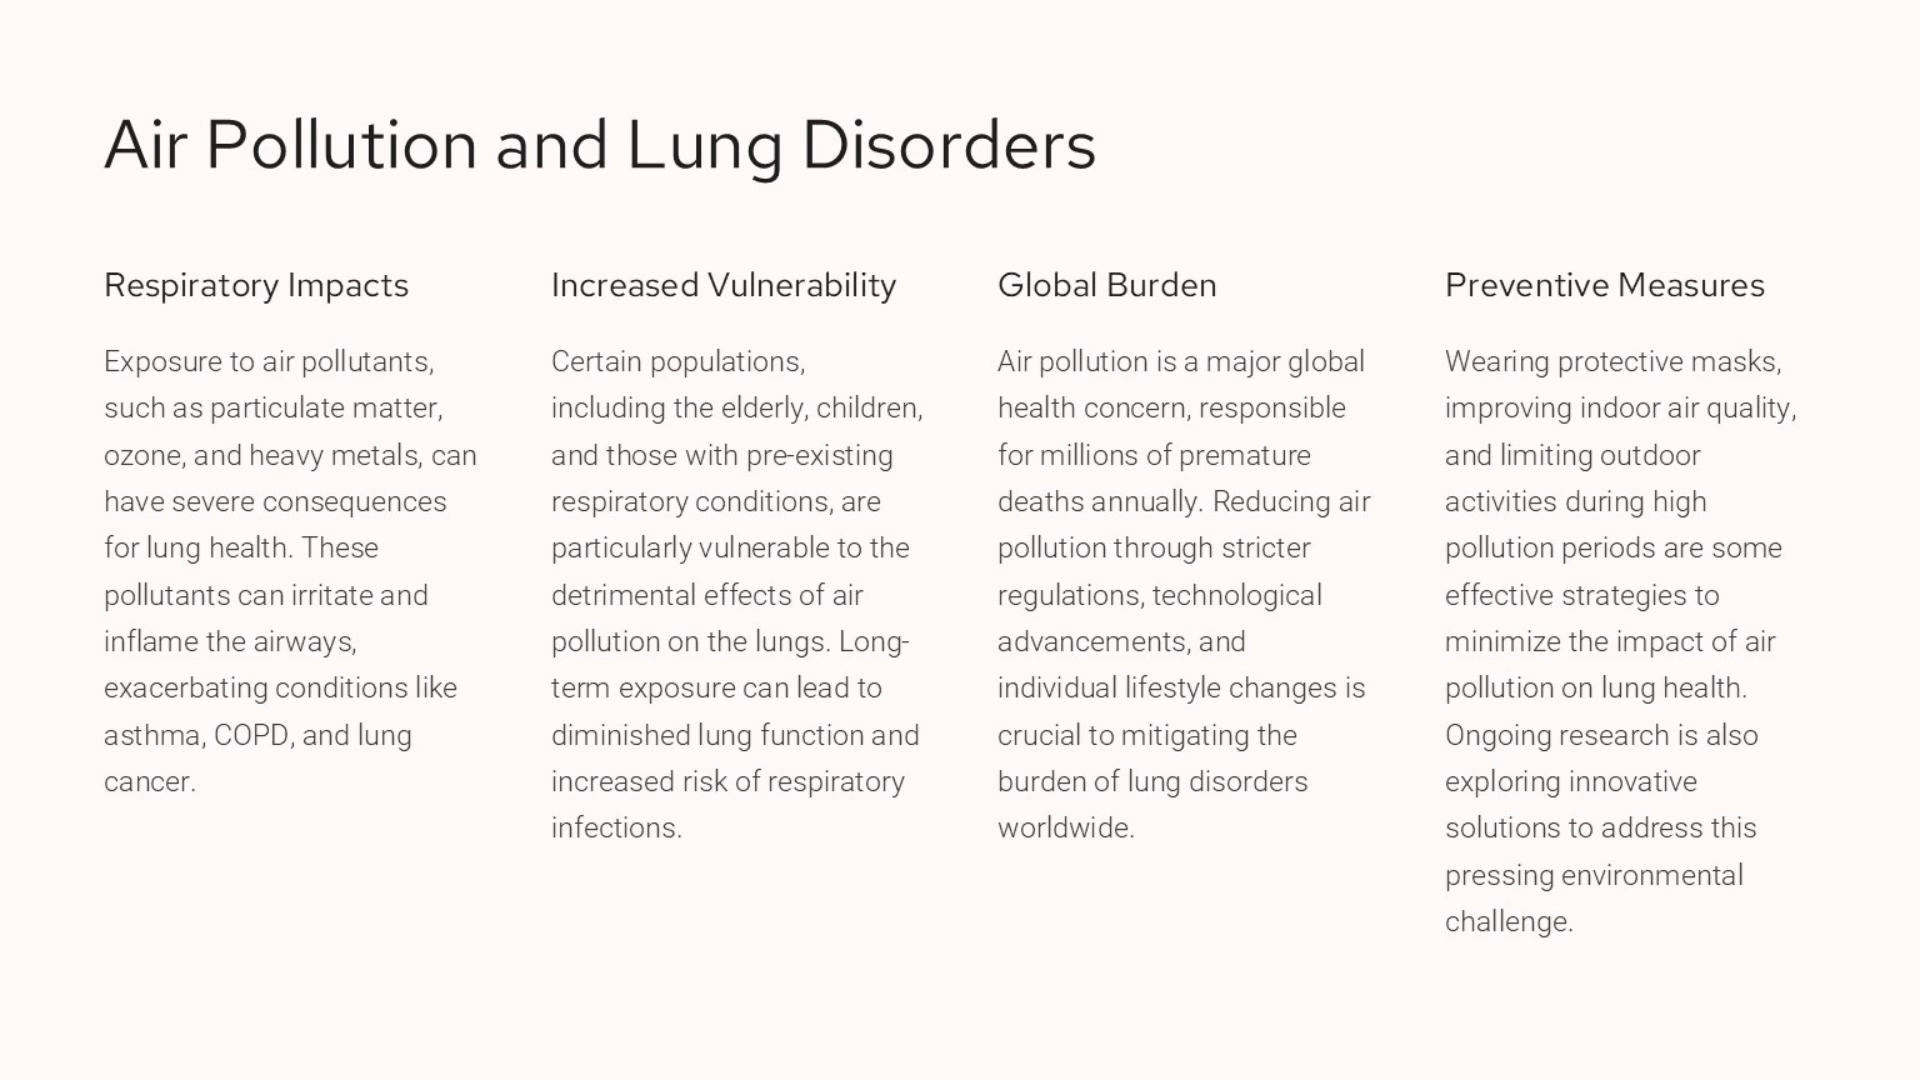 Air Pollution and Lung Disorders
Respiratory Impacts
Exposure to air pollutants,
such as particulate matter,
ozone, and heavy metals, can
have severe consequences
for lung health. These
pollutants can irritate and
inflame the airways,
exacerbating conditions like
asthma, COPD, and lung
cancer.
Increased Vulnerability
Certain populations,
including the elderly, children,
and those with pre-existing
respiratory conditions, are
particularly vulnerable to the
detrimental effects of air
pollution on the lungs. Long-
term exposure can lead to
diminished lung function and
increased risk of respiratory
infections.
Global Burden
Air pollution is a major global
health concern, responsible
for millions of premature
deaths annually. Reducing air
pollution through stricter
regulations, technological
advancements, and
individual lifestyle changes is
crucial to mitigating the
burden of lung disorders
worldwide.
Preventive Measures
Wearing protective masks,
improving indoor air quality,
and limiting outdoor
activities during high
pollution periods are some
effective strategies to
minimize the impact of air
pollution on lung health.
Ongoing research is also
exploring innovative
solutions to address this
pressing environmental
challenge.